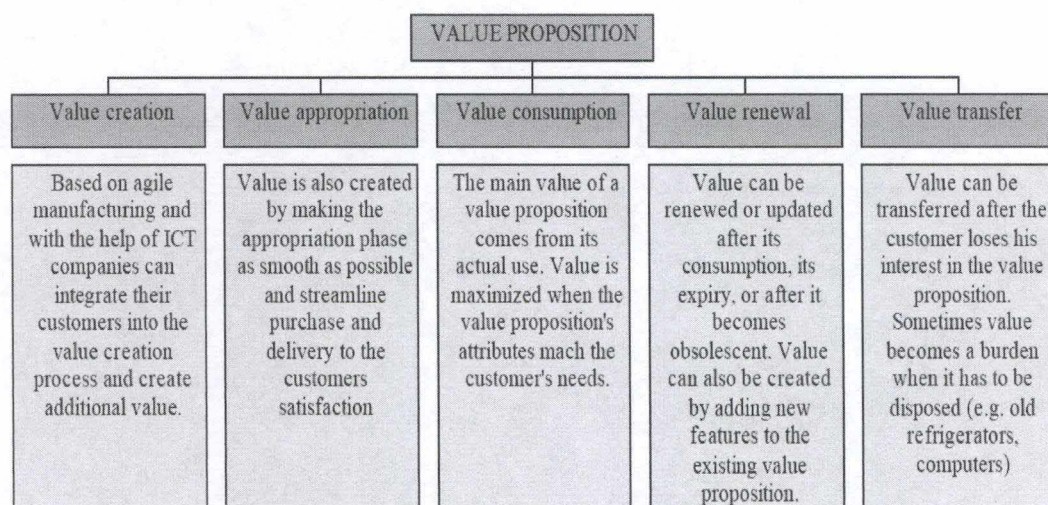 VALUE PROPOSITION
Value creation
Value appropriation
Value consumption
Value renewal
Value transfer
Based on agile
manufacturing and
with the help of ICT
companies can
integrate their
customers into the
value creation
process and create
additional value.
Value is also created
by making the
appropriation phase
as smooth as possible
and streamline
purchase and
delivery to the
customers
satisfaction
The main value of a
value proposition
comes from its
actual use. Value is
maximized when the
value proposition's
attributes mach the
customer's needs.
Value can be
renewed or updated
after its
consumption, its
expiry, or after it
becomes
obsolescent. Value
can also be created
by adding new
features to the
existing value
proposition.
Value can be
transferred after the
customer loses his
interest in the value
proposition.
Sometimes value
becomes a burden
when it has to be
disposed (e.g. old
refrigerators,
computers)